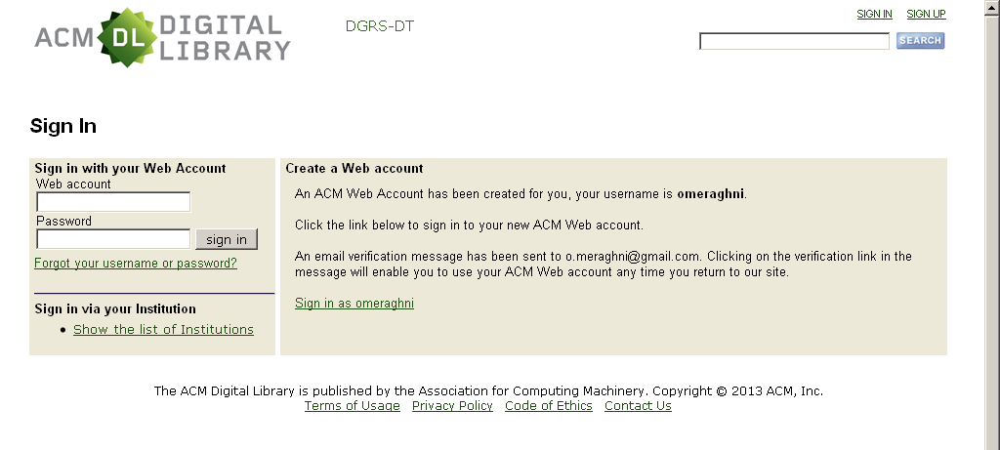 ACM DL DIGITAL LIBRARY
DGRS-DT
SIGN IN SIGN UP
SEARCH
Sign In
Sign in with your Web Account
Web account
Password
sign in
Forgot your username or password?
Sign in via your Institution
• Show the list of Institutions
Create a Web account
An ACM Web Account has been created for you, your username is omeraghni.
Click the link below to sign in to your new ACM Web account.
An email verification message has been sent to o.meraghni@gmail.com. Clicking on the verification link in the
message will enable you to use your ACM Web account any time you return to our site.
Sign in as omeraghni
The ACM Digital Library is published by the Association for Computing Machinery. Copyright © 2013 ACM, Inc.
Terms of Usage Privacy Policy Code of Ethics Contact Us